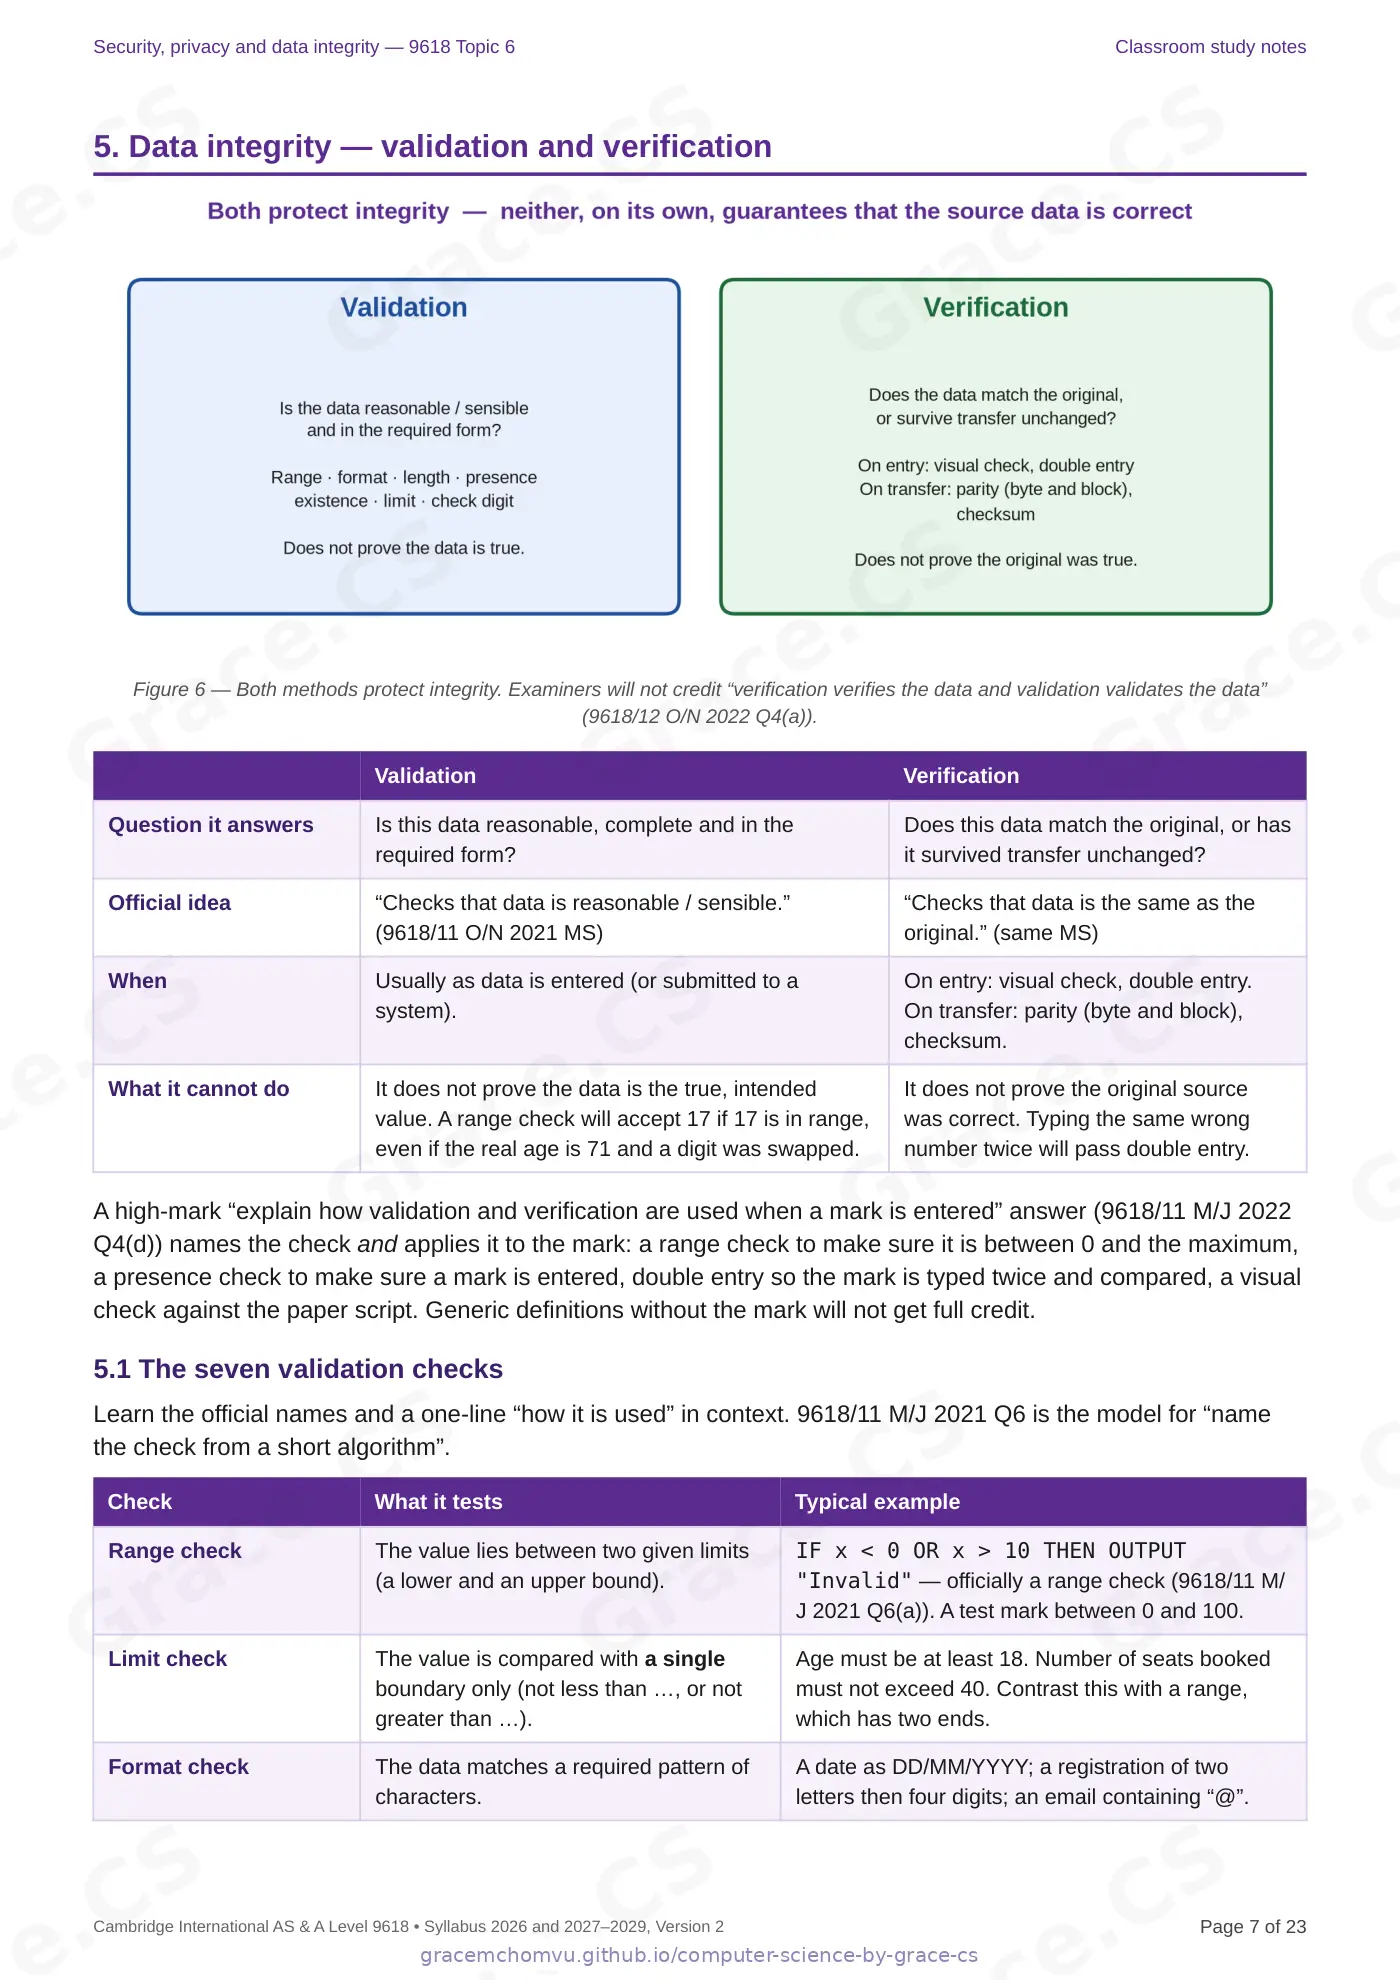 Security, privacy and data integrity — 9618 Topic 6
Classroom study notes
5. Data integrity — validation and verification
Both protect integrity — neither, on its own, guarantees that the source data is correct
Validation
Is the data reasonable / sensible
and in the required form?
Range · format · length · presence
existence · limit · check digit
Does not prove the data is true.
Verification
Does the data match the original,
or survive transfer unchanged?
On entry: visual check, double entry
On transfer: parity (byte and block),
checksum
Does not prove the original was true.
Figure 6 — Both methods protect integrity. Examiners will not credit “verification verifies the data and validation validates the data”
(9618/12 O/N 2022 Q4(a)).
Validation
Verification
Question it answers
Is this data reasonable, complete and in the
required form?
Does this data match the original, or has
it survived transfer unchanged?
Official idea
“Checks that data is reasonable / sensible.”
(9618/11 O/N 2021 MS)
“Checks that data is the same as the
original.” (same MS)
When
Usually as data is entered (or submitted to a
system).
On entry: visual check, double entry.
On transfer: parity (byte and block),
checksum.
What it cannot do
It does not prove the data is the true, intended
value. A range check will accept 17 if 17 is in range,
even if the real age is 71 and a digit was swapped.
It does not prove the original source
was correct. Typing the same wrong
number twice will pass double entry.
A high-mark “explain how validation and verification are used when a mark is entered” answer (9618/11 M/J 2022
Q4(d)) names the check and applies it to the mark: a range check to make sure it is between 0 and the maximum,
a presence check to make sure a mark is entered, double entry so the mark is typed twice and compared, a visual
check against the paper script. Generic definitions without the mark will not get full credit.
5.1 The seven validation checks
Learn the official names and a one-line “how it is used” in context. 9618/11 M/J 2021 Q6 is the model for “name
the check from a short algorithm”.
Check
What it tests
Typical example
Range check
The value lies between two given limits
(a lower and an upper bound).
IF x < 0 OR x > 10 THEN OUTPUT
"Invalid" — officially a range check (9618/11 M/
J 2021 Q6(a)). A test mark between 0 and 100.
Limit check
The value is compared with a single
boundary only (not less than …, or not
greater than …).
Age must be at least 18. Number of seats booked
must not exceed 40. Contrast this with a range,
which has two ends.
Format check
The data matches a required pattern of
characters.
A date as DD/MM/YYYY; a registration of two
letters then four digits; an email containing “@”.
Cambridge International AS & A Level 9618 • Syllabus 2026 and 2027–2029, Version 2
Page 7 of 23
gracemchomvu.github.io/computer-science-by-grace-cs
Grace.CS